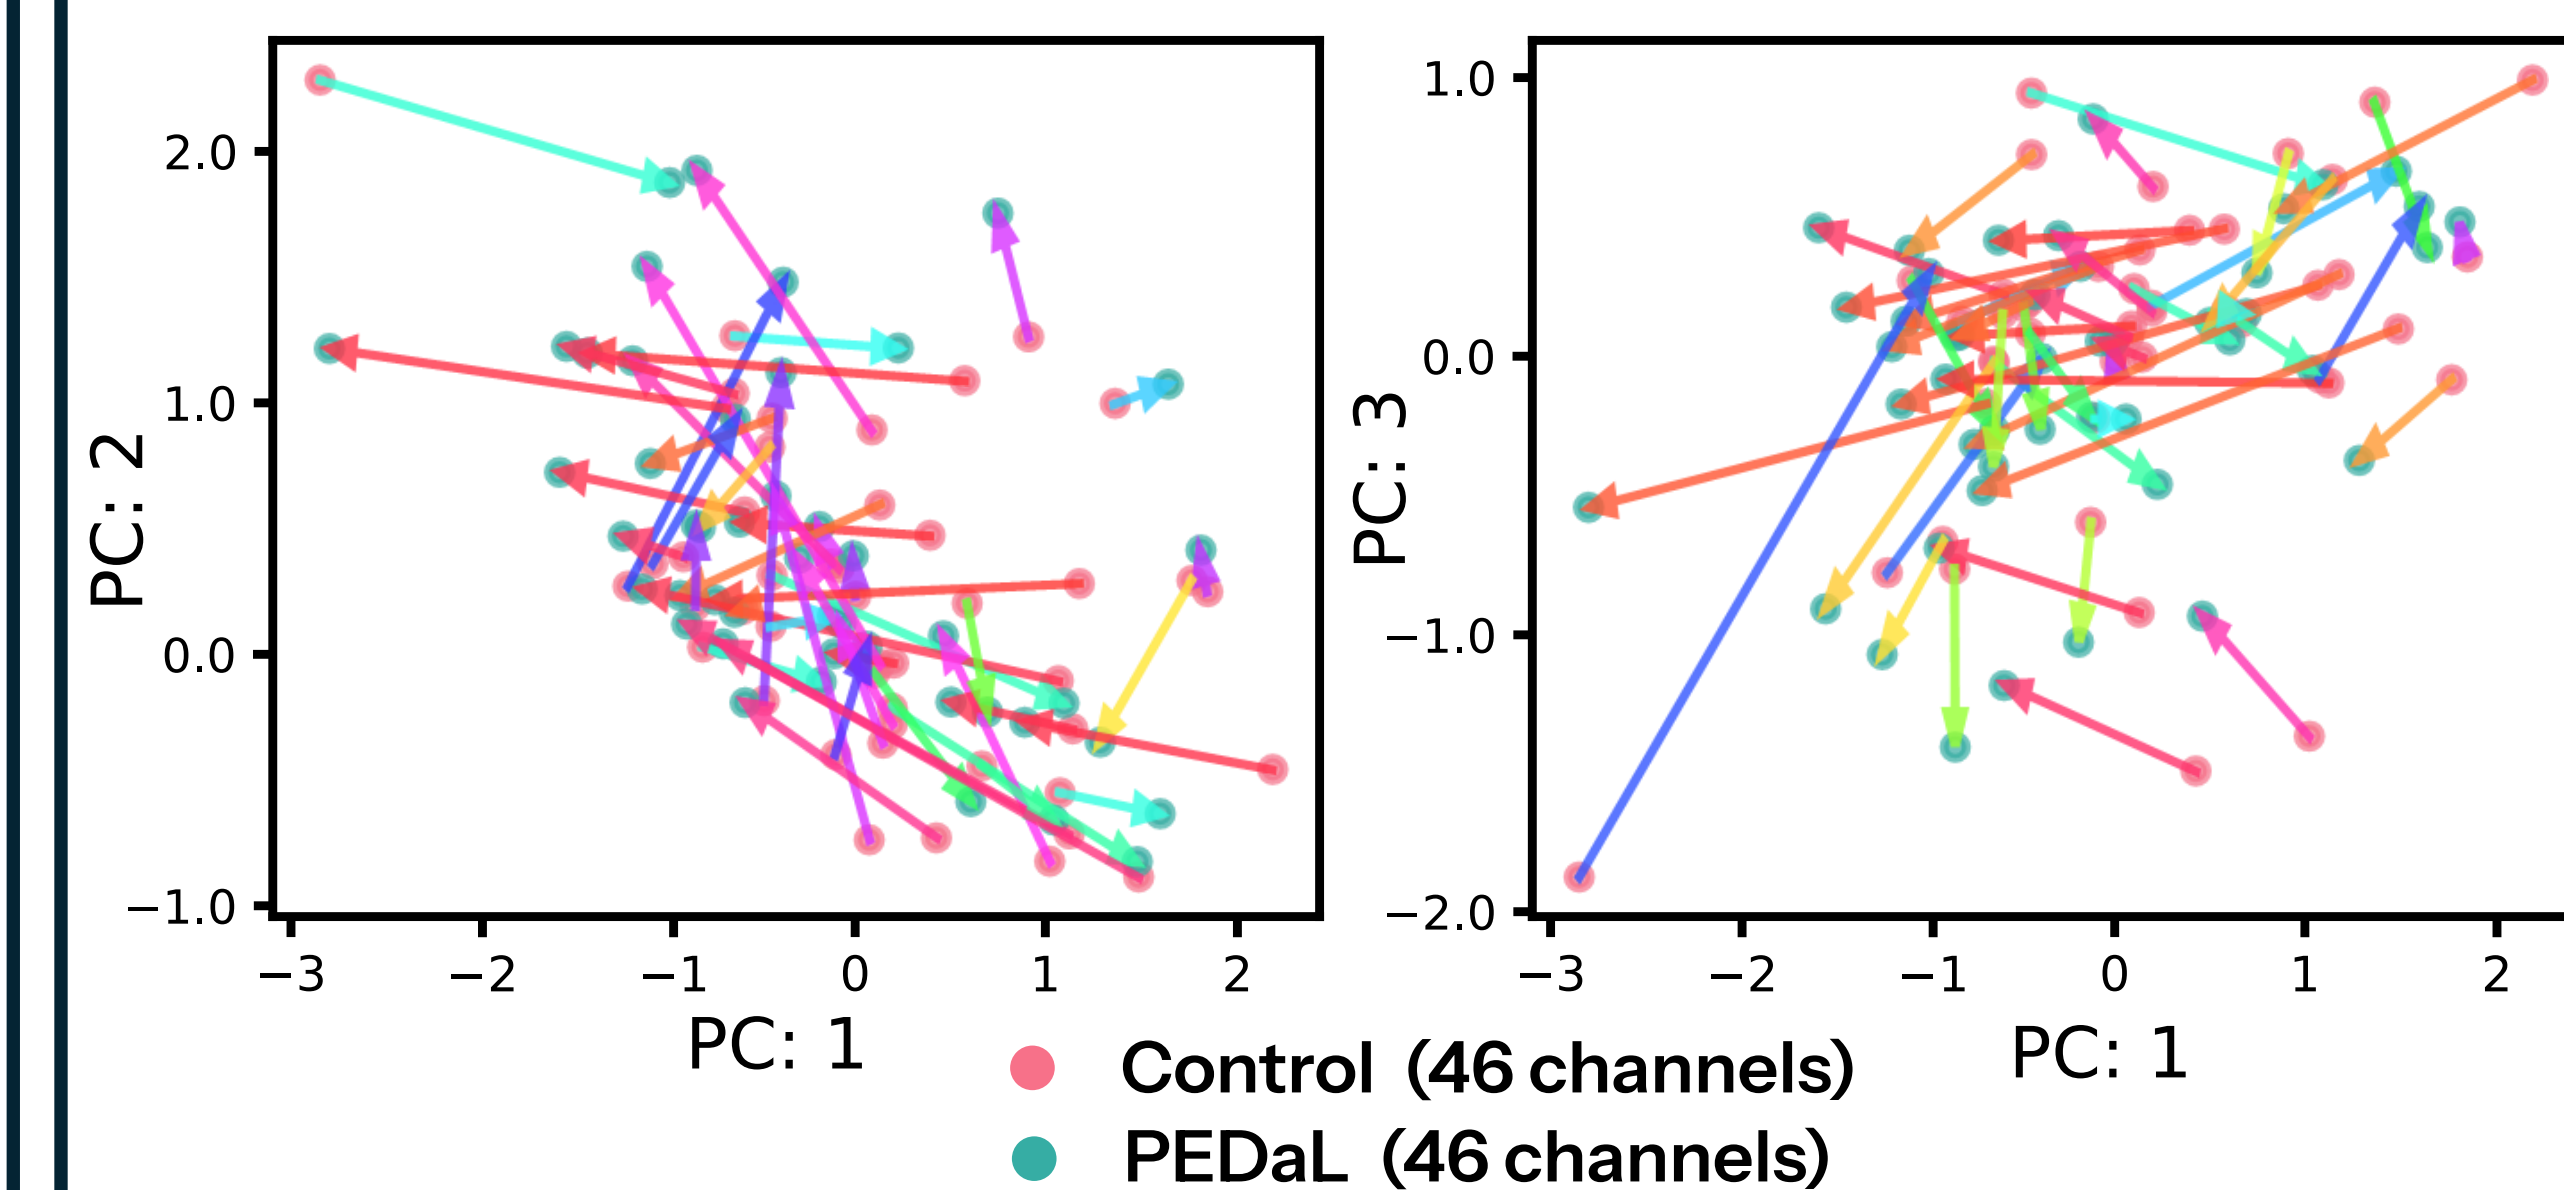 2.0
1.0
0.0
−1.0
PC: 2
−3 −2 −1 0 1 2
PC: 1
1.0
0.0
−1.0
−2.0
PC: 3
−3 −2 −1 0 1 2
PC: 1
Control (46 channels)
PEDaL (46 channels)